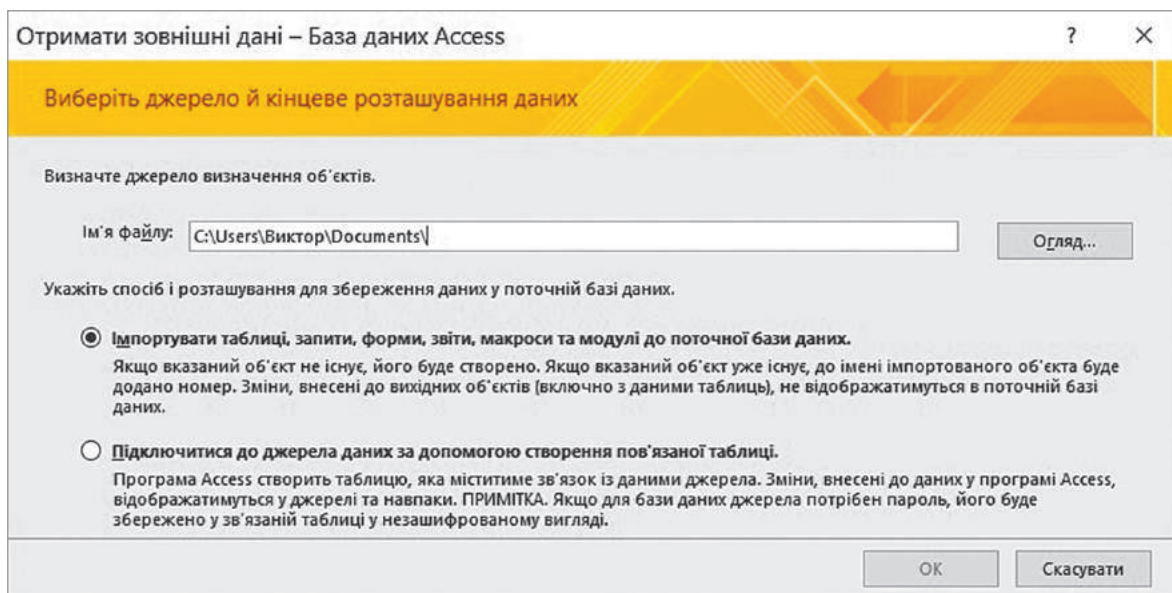 Отримати зовнішні дані – База даних Access
? ×
Виберіть джерело й кінцеве розташування даних
Визначте джерело визначення об'єктів.
Ім'я файлу: C:\Users\Виктор\Documents\ Огляд...
Укажіть спосіб і розташування для збереження даних у поточній базі даних.
Імпортувати таблиці, запити, форми, звіти, макроси та модулі до поточної бази даних.
Якщо вказаний об'єкт не існує, його буде створено. Якщо вказаний об'єкт уже існує, до імені імпортованого об'єкта буде
додано номер. Зміни, внесені до вихідних об'єктів (включно з даними таблиць), не відображатимуться в поточній базі
даних.
Підключитися до джерела даних за допомогою створення пов'язаної таблиці.
Програма Access створить таблицю, яка міститиме зв'язок із даними джерела. Зміни, внесені до даних у програмі Access,
відображатимуться у джерелі та навпаки. ПРИМІТКА. Якщо для бази даних джерела потрібен пароль, його буде
збережено у зв'язаній таблиці у незашифрованому вигляді.
ОК Скасувати